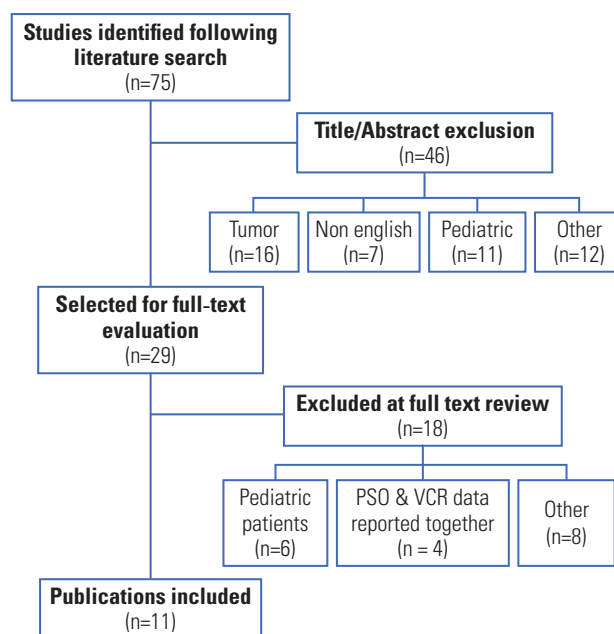 Studies identified following
literature search
(n=75)
Title/Abstract exclusion
(n=46)
Tumor
(n=16)
Non english
(n=7)
Pediatric
(n=11)
Other
(n=12)
Selected for full-text
evaluation
(n=29)
Excluded at full text review
(n=18)
Pediatric
patients
(n=6)
PSO & VCR data
reported together
(n = 4)
Other
(n=8)
Publications included
(n=11)